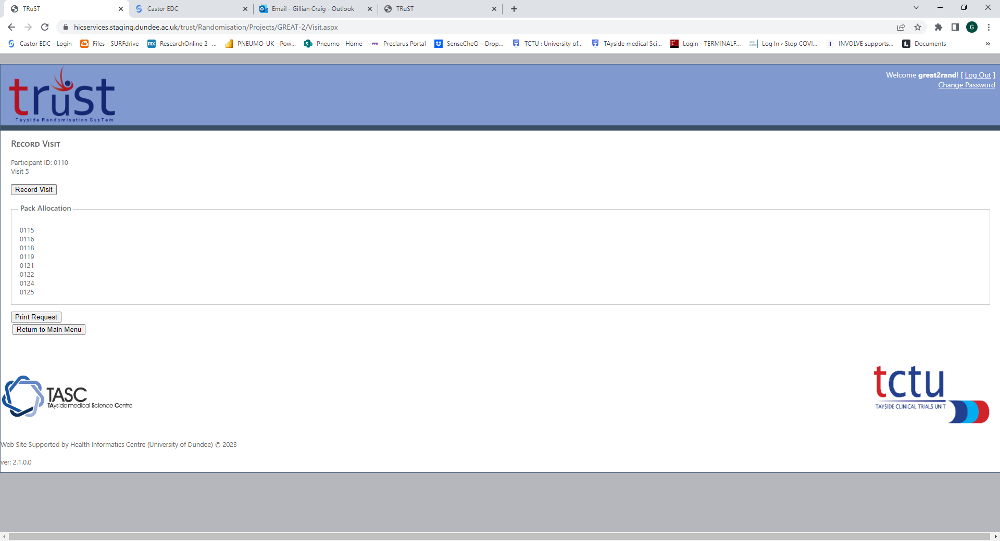 TRuST
Castor EDC
Email - Gillian Craig - Outlook
TRuST
hicservices.staging.dundee.ac.uk/trust/Randomisation/Projects/GREAT-2/Visit.aspx
G
Castor EDC - Login
Files - SURFdrive
mx
ResearchOnline 2 -...
PNEUMO-UK - Pow...
Pneumo - Home
Preclarus Portal
SenseCheQ – Drop...
TCTU : University of...
TAyside medical Sci...
Login - TERMINALF...
Log In ‹ Stop COVI...
INVOLVE supports...
Documents
»
trust
Tayside Randomisation SysTem
Welcome great2rand! [ Log Out ]
Change Password
Record Visit
Participant ID: 0110
Visit 5
Record Visit
Pack Allocation
0115
0116
0118
0119
0121
0122
0124
0125
Print Request
Return to Main Menu
TASC
TAyside medical Science Centre
tctu
TAYSIDE CLINICAL TRIALS UNIT
Web Site Supported by Health Informatics Centre (University of Dundee) © 2023
ver: 2.1.0.0